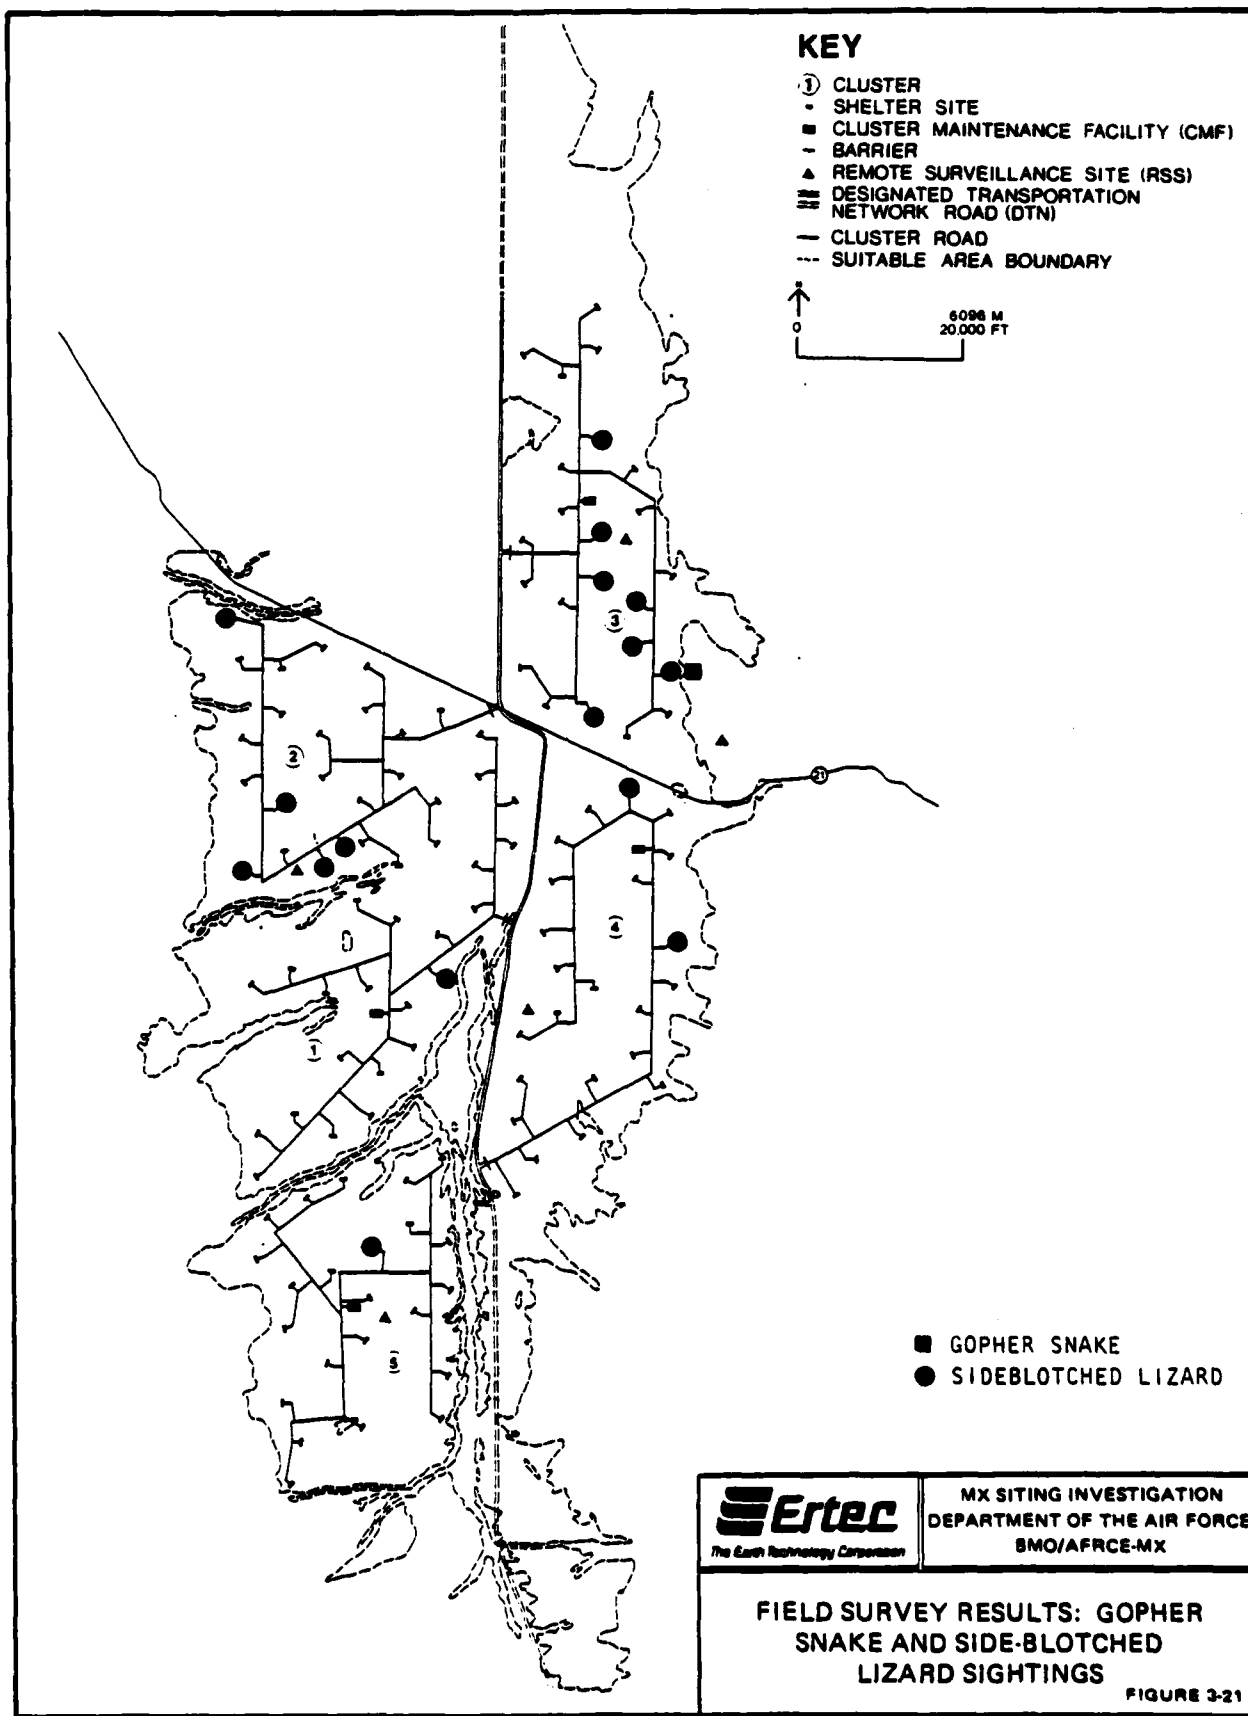 KEY
1 CLUSTER
SHELTER SITE
CLUSTER MAINTENANCE FACILITY (CMF)
BARRIER
REMOTE SURVEILLANCE SITE (RSS)
DESIGNATED TRANSPORTATION
NETWORK ROAD (DTN)
CLUSTER ROAD
SUITABLE AREA BOUNDARY
N
0
6096 M
20,000 FT
3
2
21
4
1
5
GOPHER SNAKE
SIDEBLOTCHED LIZARD
Ertec
The Earth Technology Corporation
MX SITING INVESTIGATION
DEPARTMENT OF THE AIR FORCE
BMO/AFRCE-MX
FIELD SURVEY RESULTS: GOPHER
SNAKE AND SIDE-BLOTCHED
LIZARD SIGHTINGS
FIGURE 3-21